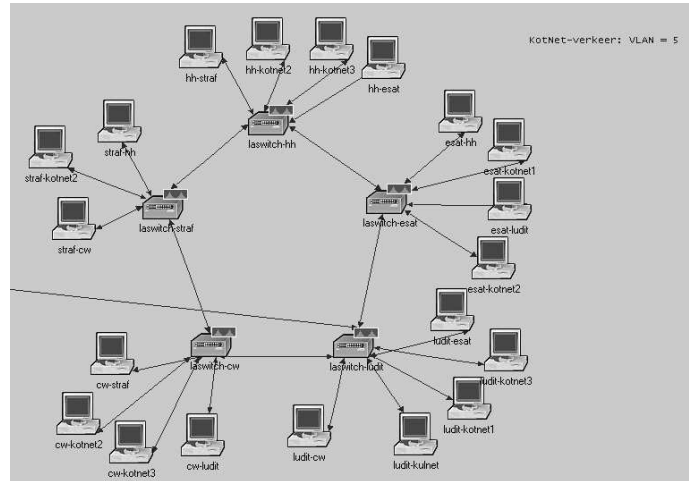 hh-straf
hh-kotnet2
hh-kotnet3
hh-esat
KotNet-verkeer: VLAN = 5
laswitch-hh
straf-hh
esat-hh
straf-kotnet2
esat-kotnet1
laswitch-straf
laswitch-esat
straf-cw
esat-ludit
esat-kotnet2
ludit-esat
laswitch-cw
laswitch-ludit
cw-straf
ludit-kotnet3
ludit-kotnet1
cw-kotnet2
cw-kotnet3
cw-ludit
ludit-cw
ludit-kulnet